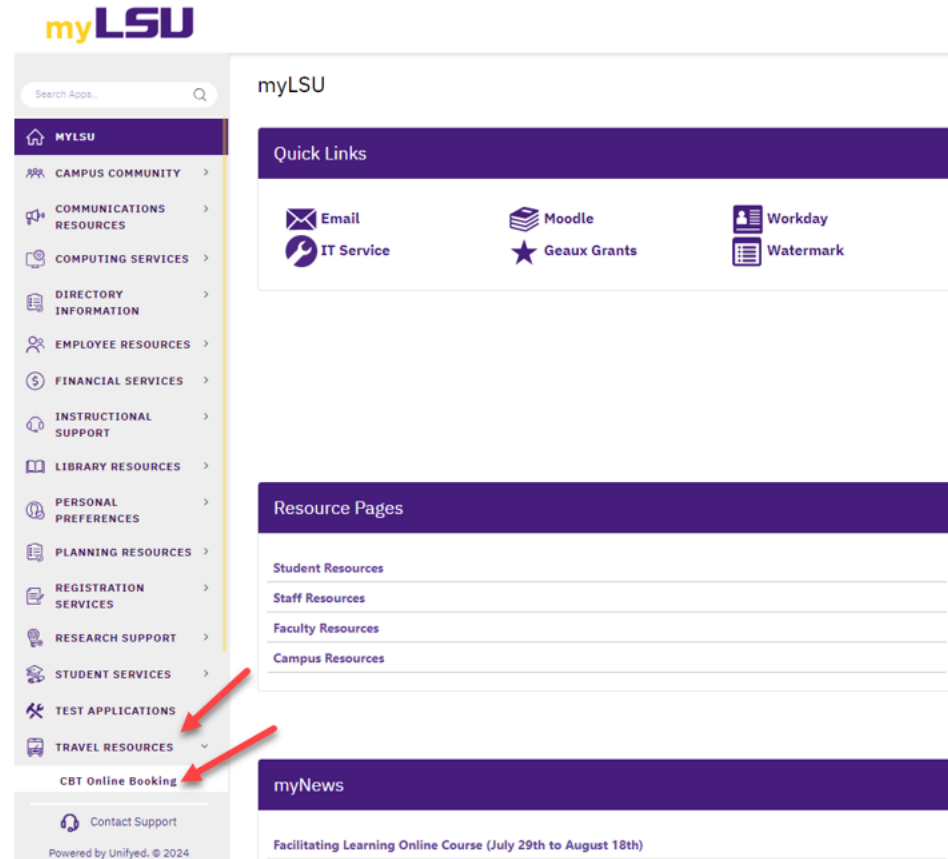 myLSU
Search Apps..
MYLSU
CAMPUS COMMUNITY
COMMUNICATIONS
RESOURCES
COMPUTING SERVICES
DIRECTORY
INFORMATION
EMPLOYEE RESOURCES
FINANCIAL SERVICES
INSTRUCTIONAL
SUPPORT
LIBRARY RESOURCES
PERSONAL
PREFERENCES
PLANNING RESOURCES
REGISTRATION
SERVICES
RESEARCH SUPPORT
STUDENT SERVICES
TEST APPLICATIONS
TRAVEL RESOURCES
CBT Online Booking
Contact Support
Powered by Unifyed. © 2024
myLSU
Quick Links
Email
Moodle
Workday
IT Service
Geaux Grants
Watermark
Resource Pages
Student Resources
Staff Resources
Faculty Resources
Campus Resources
myNews
Facilitating Learning Online Course (July 29th to August 18th)